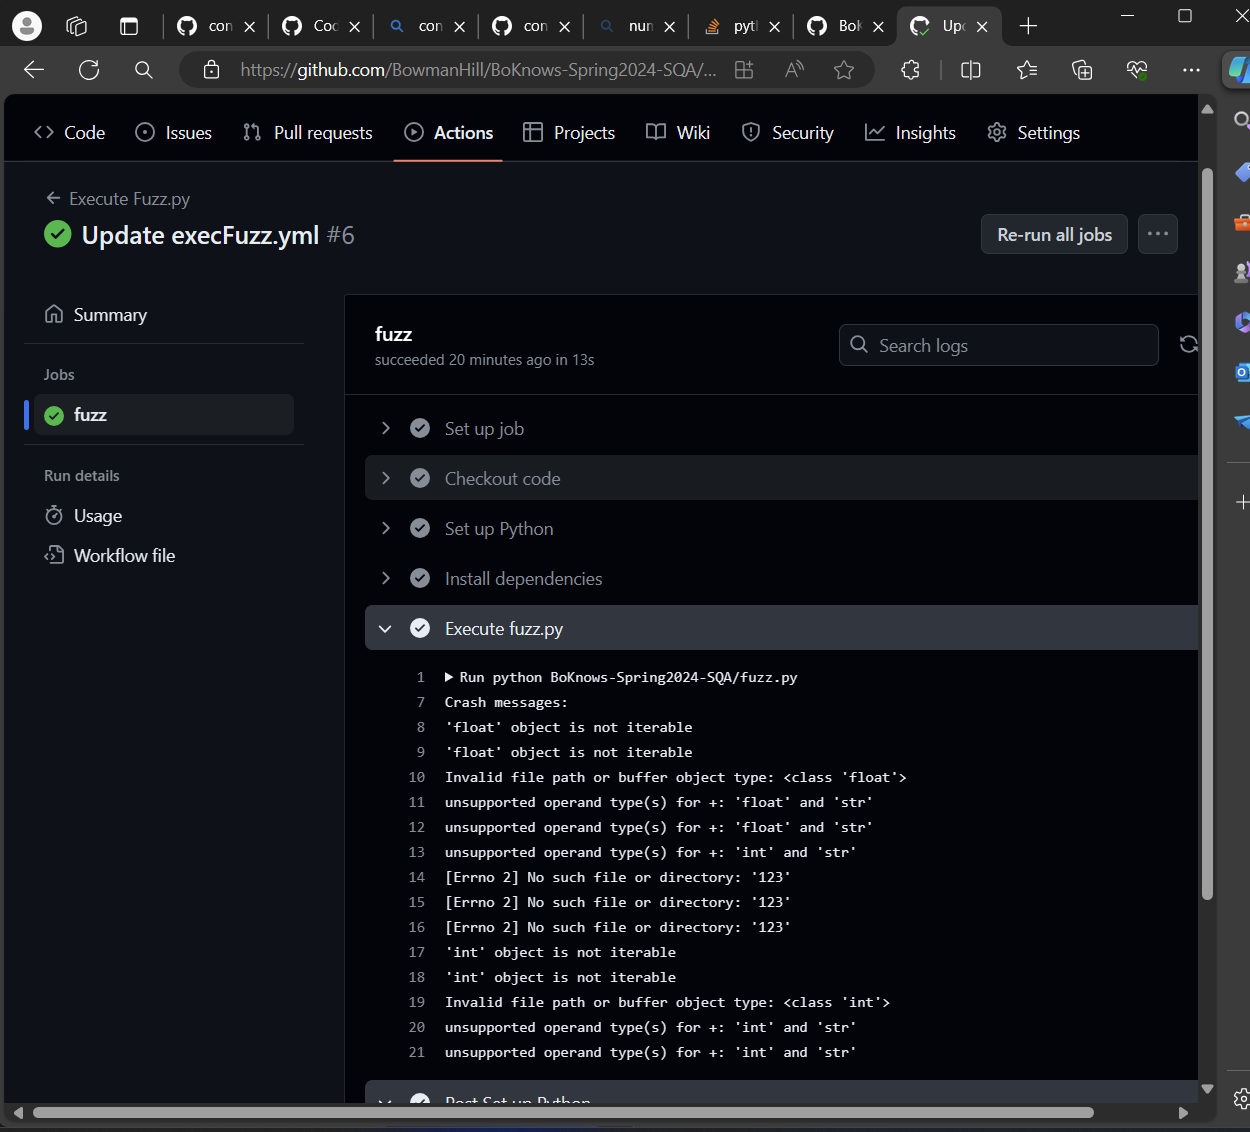 con
Cod
con
con
nun
BoK
https://github.com/BowmanHill/BoKnows-Spring2024-SQA/...
Code Issues Pull requests Actions Projects Wiki Security Insights Settings
Execute Fuzz.py
Update execFuzz.yml #6
Re-run all jobs
Summary
Jobs
fuzz
Run details
Usage
Workflow file
fuzz
succeeded 20 minutes ago in 13s
Search logs
Set up job
Checkout code
Set up Python
Install dependencies
Execute fuzz.py
1 Run python BoKnows-Spring2024-SQA/fuzz.py
7 Crash messages:
8 'float' object is not iterable
9 'float' object is not iterable
10 Invalid file path or buffer object type: <class 'float'>
11 unsupported operand type(s) for +: 'float' and 'str'
12 unsupported operand type(s) for +: 'float' and 'str'
13 unsupported operand type(s) for +: 'int' and 'str'
14 [Errno 2] No such file or directory: '123'
15 [Errno 2] No such file or directory: '123'
16 [Errno 2] No such file or directory: '123'
17 'int' object is not iterable
18 'int' object is not iterable
19 Invalid file path or buffer object type: <class 'int'>
20 unsupported operand type(s) for +: 'int' and 'str'
21 unsupported operand type(s) for +: 'int' and 'str'
Post Set up Python